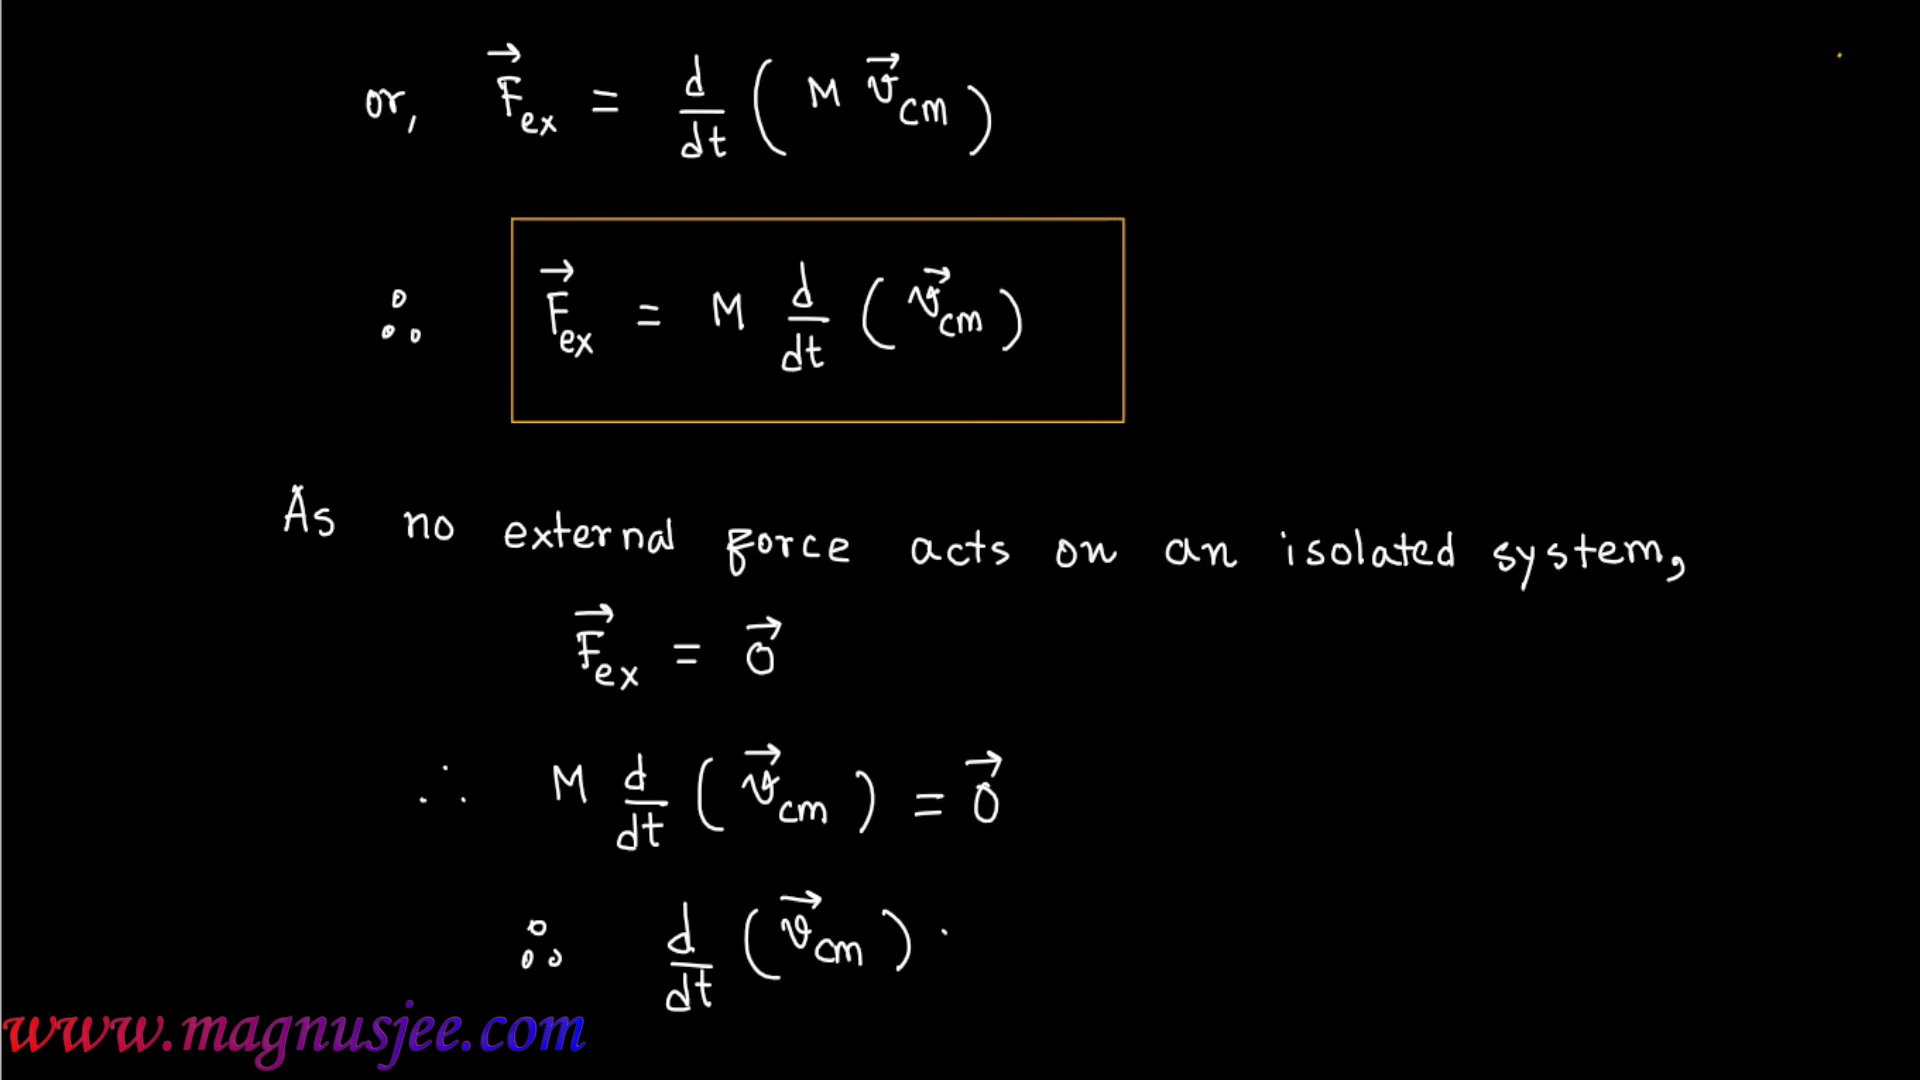 or, F⃗ex = d/dt ( M v⃗cm )
∴ F⃗ex = M d/dt ( v⃗cm )
As no external force acts on an isolated system,
F⃗ex = 0⃗
∴ M d/dt ( v⃗cm ) = 0⃗
∴ d/dt ( v⃗cm )
www.magnusjee.com